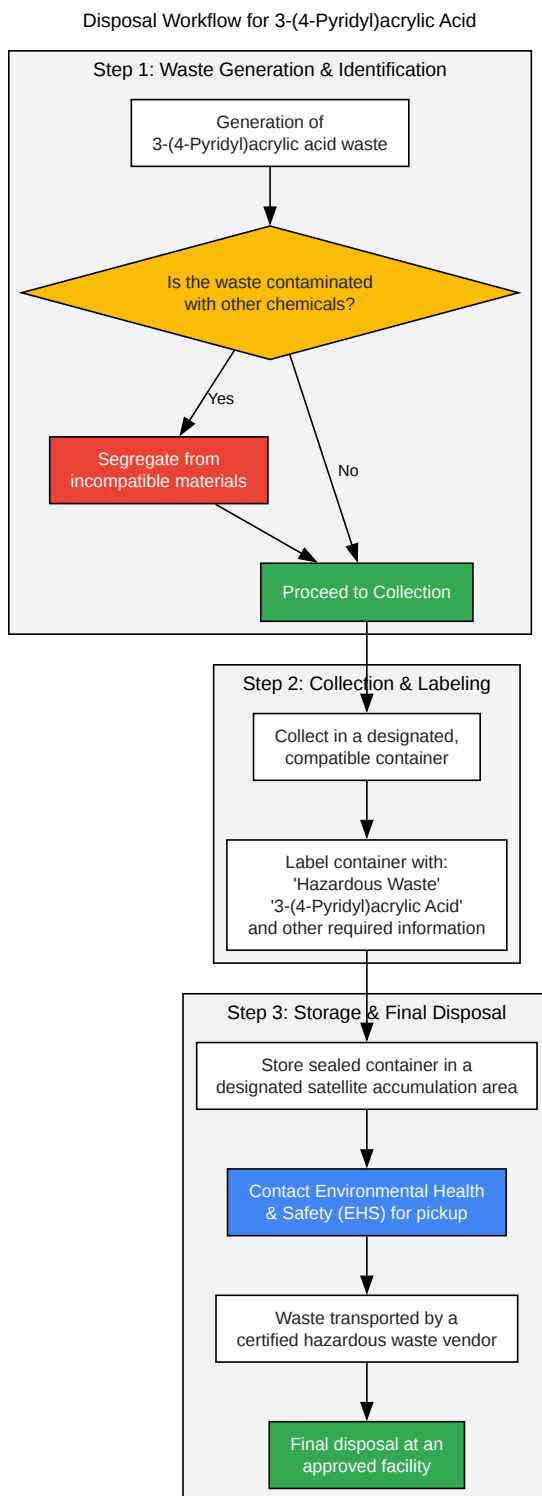 Disposal Workflow for 3-(4-Pyridyl)acrylic Acid
Step 1: Waste Generation & Identification
Generation of
3-(4-Pyridyl)acrylic acid waste
Is the waste contaminated
with other chemicals?
Yes
Segregate from
incompatible materials
No
Proceed to Collection
Step 2: Collection & Labeling
Collect in a designated,
compatible container
Label container with:
'Hazardous Waste'
'3-(4-Pyridyl)acrylic Acid'
and other required information
Step 3: Storage & Final Disposal
Store sealed container in a
designated satellite accumulation area
Contact Environmental Health
& Safety (EHS) for pickup
Waste transported by a
certified hazardous waste vendor
Final disposal at an
approved facility